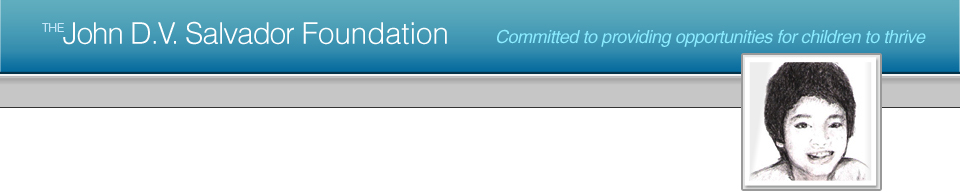 THE John D.V. Salvador Foundation
Committed to providing opportunities for children to thrive